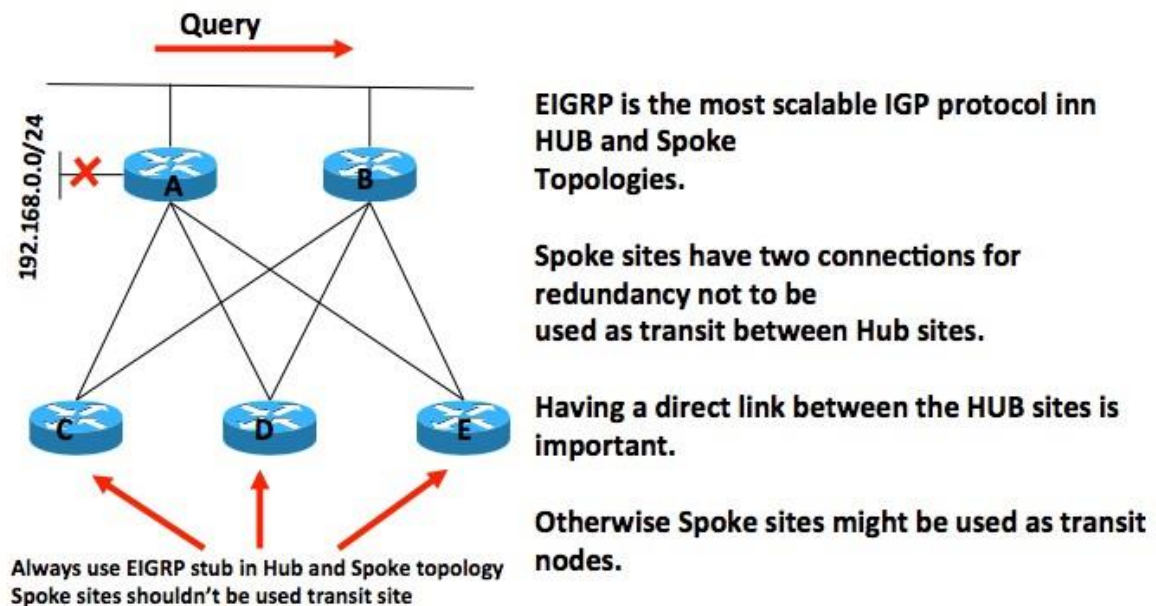 Query
192.168.0.0/24
A
B
C
D
E
Always use EIGRP stub in Hub and Spoke topology
Spoke sites shouldn't be used transit site
EIGRP is the most scalable IGP protocol inn
HUB and Spoke
Topologies.
Spoke sites have two connections for
redundancy not to be
used as transit between Hub sites.
Having a direct link between the HUB sites is
important.
Otherwise Spoke sites might be used as transit
nodes.